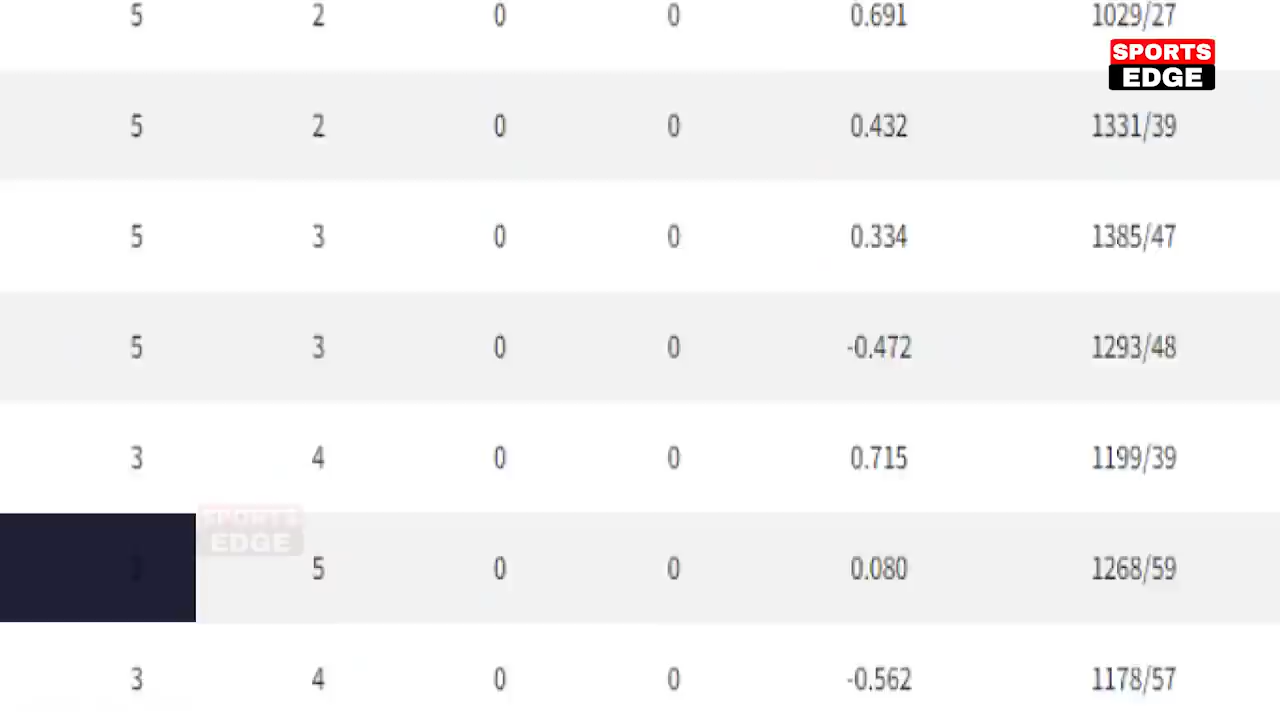 5 2 0 0 0.691 1029/27
SPORTS
EDGE
5 2 0 0 0.432 1331/39
5 3 0 0 0.334 1385/47
5 3 0 0 -0.472 1293/48
3 4 0 0 0.715 1199/39
SPORTS
EDGE
5 0 0 0.080 1268/59
3 4 0 0 -0.562 1178/57